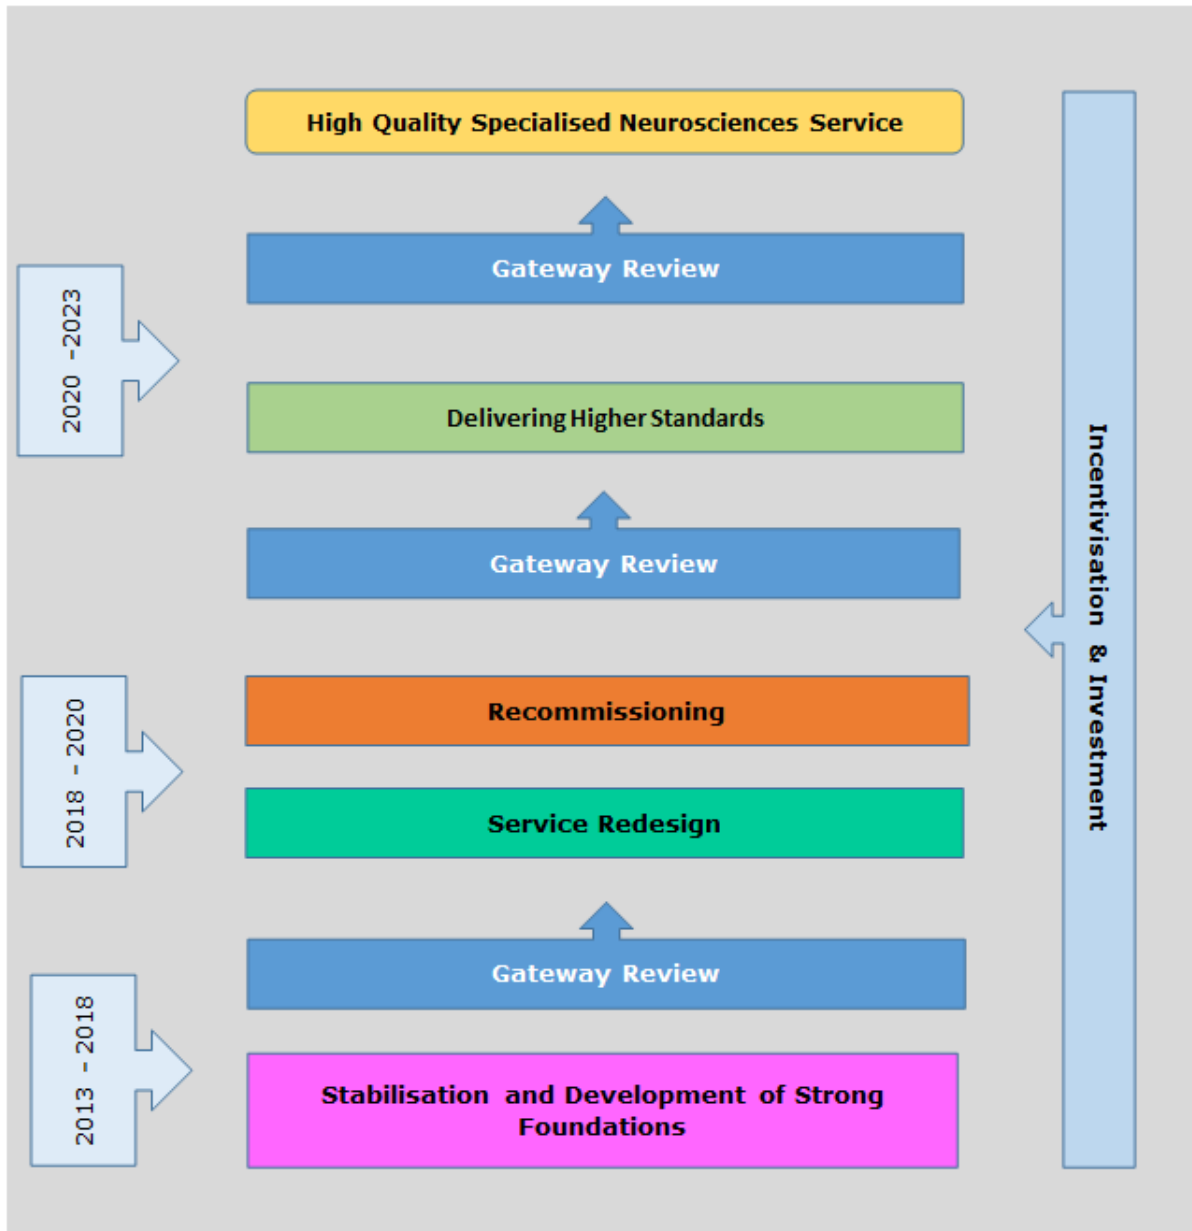 High Quality Specialised Neurosciences Service
Gateway Review
2020 -2023
Delivering Higher Standards
Gateway Review
Incentivisation & Investment
Recommissioning
2018 - 2020
Service Redesign
Gateway Review
2013 - 2018
Stabilisation and Development of Strong
Foundations